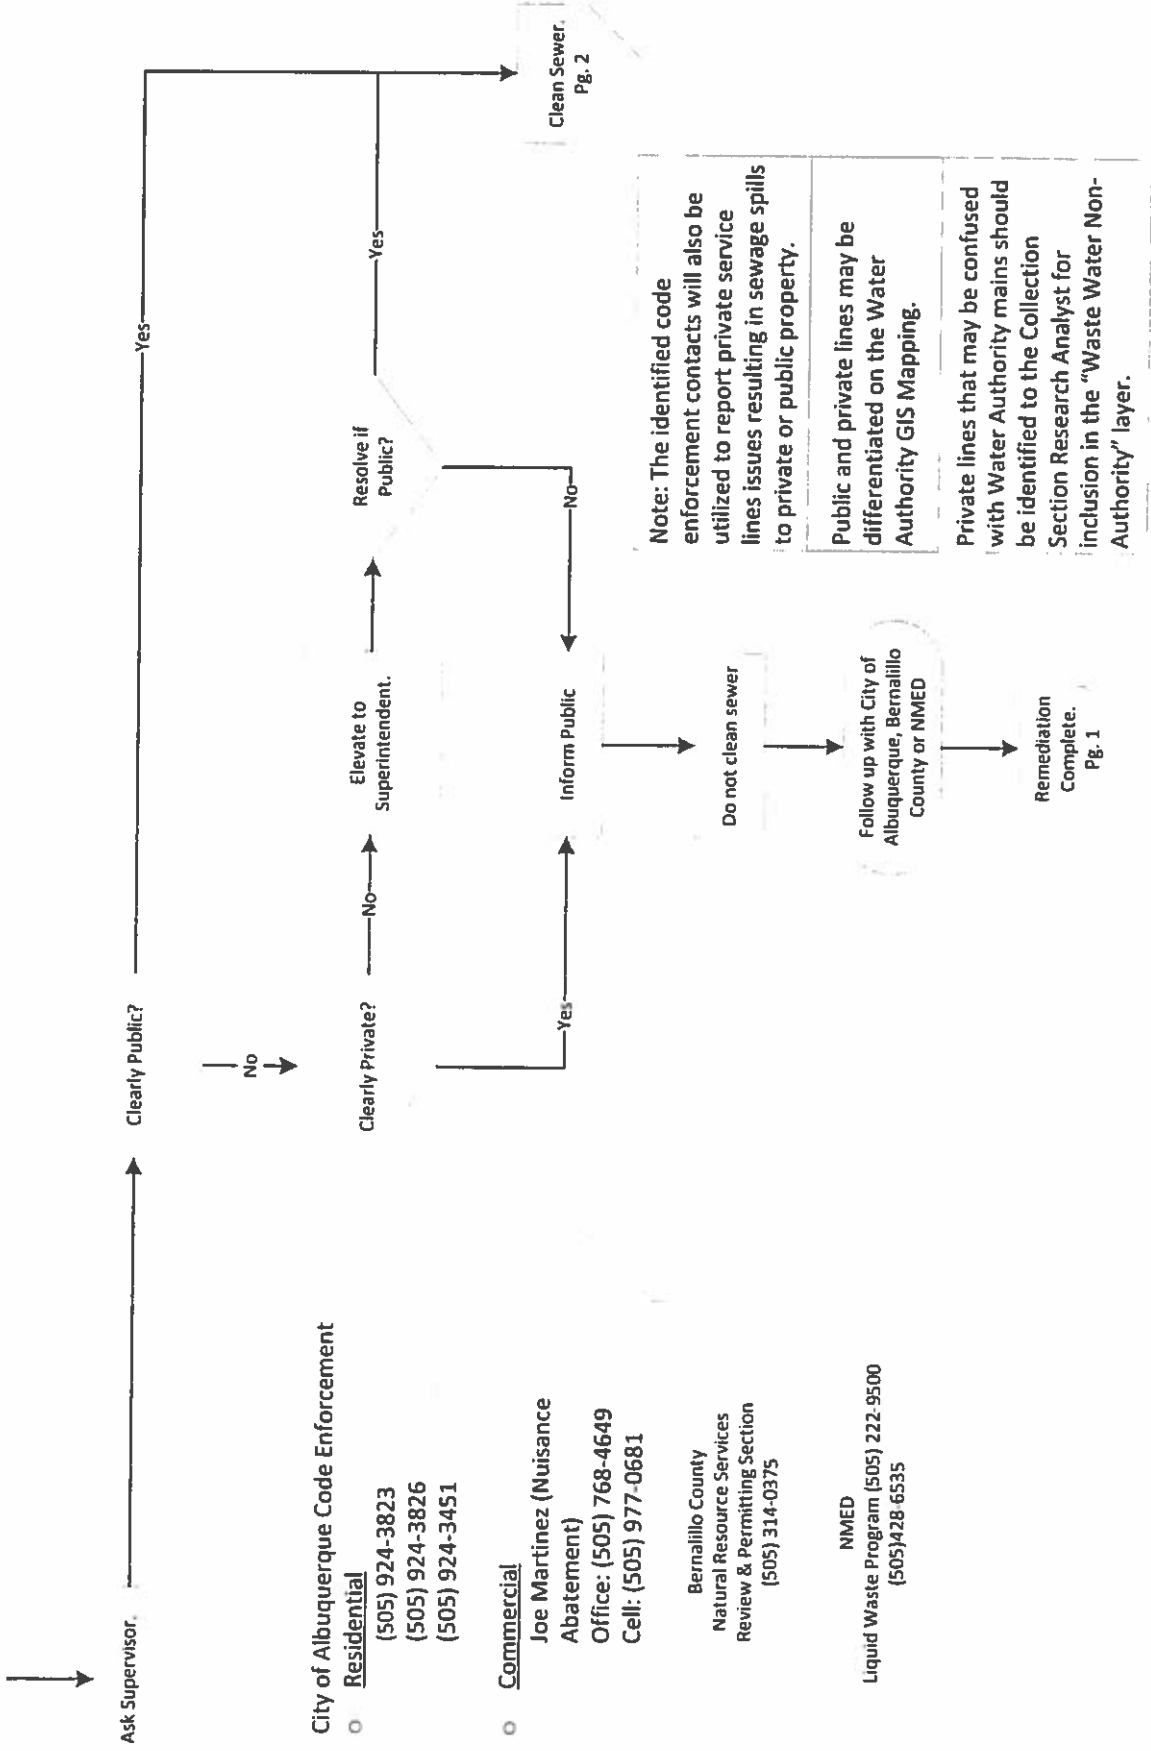 Ask Supervisor.
Clearly Public?
Yes
No
Clearly Private?
No
Elevate to
Superintendent.
Resolve if
Public?
Yes
Clean Sewer.
Pg. 2
Yes
Inform Public
No
Do not clean sewer
Follow up with City of
Albuquerque, Bernalillo
County or NMED
Remediation
Complete.
Pg. 1
City of Albuquerque Code Enforcement
o Residential
(505) 924-3823
(505) 924-3826
(505) 924-3451
o Commercial
Joe Martinez (Nuisance
Abatement)
Office: (505) 768-4649
Cell: (505) 977-0681
Bernalillo County
Natural Resource Services
Review & Permitting Section
(505) 314-0375
NMED
Liquid Waste Program (505) 222-9500
(505)428-6535
Note: The identified code
enforcement contacts will also be
utilized to report private service
lines issues resulting in sewage spills
to private or public property.
Public and private lines may be
differentiated on the Water
Authority GIS Mapping.
Private lines that may be confused
with Water Authority mains should
be identified to the Collection
Section Research Analyst for
inclusion in the “Waste Water Non-
Authority” layer.